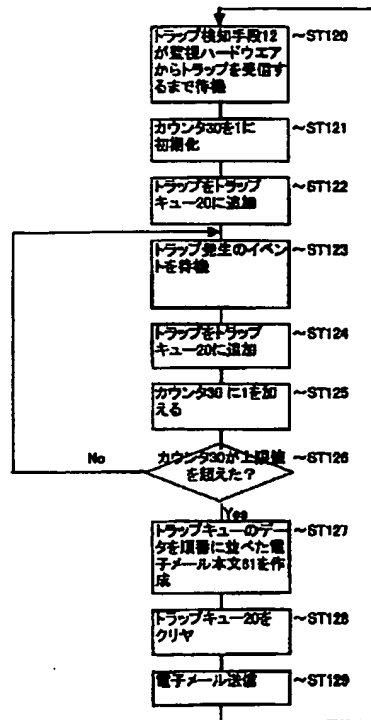 トラップ検知手段12
が監視ハードウエア
からトラップを受信す
るまで待機
~ST120
カウンタ30を1に
初期化
~ST121
トラップをトラップ
キュー20に追加
~ST122
トラップ発生のイベン
トを待機
~ST123
トラップをトラップ
キュー20に追加
~ST124
カウンタ30 に1を加
える
~ST125
カウンタ30が上限値
を超えた?
~ST126
No
Yes
トラップキューのデー
タを順番に並べた電
子メール本文61を作
成
~ST127
トラップキュー20を
クリヤ
~ST128
電子メール送信
~ST129